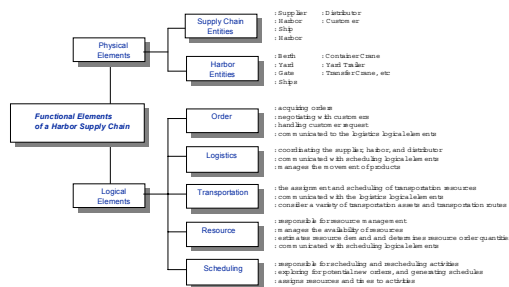 Supply Chain
Entities
: Supplier : Distributor
: Harbor : Customer
: Ship
: Harbor
Physical
Elements
Harbor
Entities
: Berth : Container Crane
: Yard : Yard Trailer
: Gate : Transfer Crane, etc
: Ships
Functional Elements
of a Harbor Supply Chain
Order
: acquiring orders
: negotiating with customers
: handling customer request
: communicated to the logistics logical elements
Logistics
: coordinating the supplier, harbor, and distributor
: communicated with scheduling logical elements
: manages the movement of products
Logical
Elements
Transportation
: the assignment and scheduling of transportation resources
: communicated with the logistics logical elements
: consider a variety of transportation assets and transportation routes
Resource
: responsible for resource management
: manages the availability of resources
: estimates resource demand and determines resource order quantities
: communicated with scheduling logical elements
Scheduling
: responsible for scheduling and rescheduling activities
: exploring for potential new orders, and generating schedules
: assigns resources and times to activities